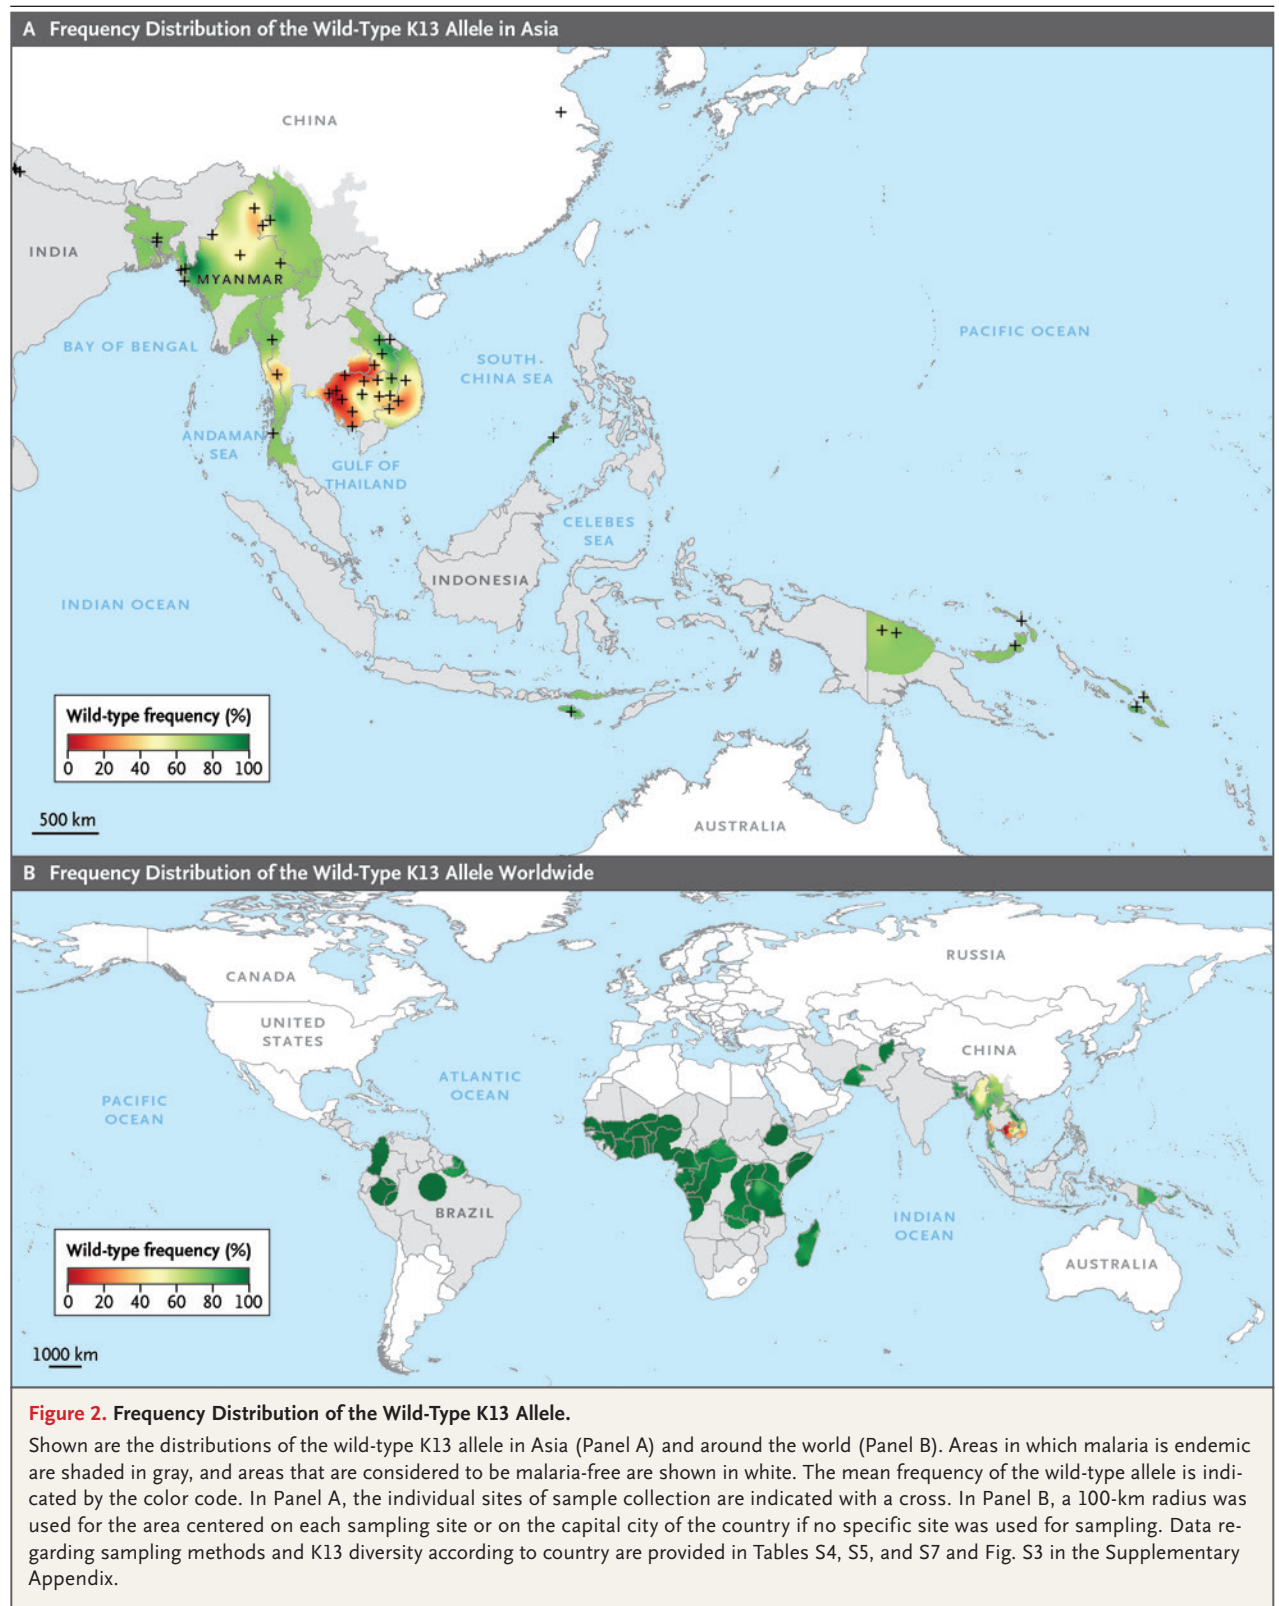 A Frequency Distribution of the Wild-Type K13 Allele in Asia
CHINA
INDIA
MYANMAR
BAY OF BENGAL
PACIFIC OCEAN
SOUTH
CHINA SEA
ANDAMAN
SEA
GULF OF
THAILAND
CELEBES
SEA
INDONESIA
INDIAN OCEAN
Wild-type frequency (%)
0 20 40 60 80 100
500 km
AUSTRALIA
B Frequency Distribution of the Wild-Type K13 Allele Worldwide
RUSSIA
CANADA
UNITED
STATES
CHINA
ATLANTIC
OCEAN
PACIFIC
OCEAN
BRAZIL
INDIAN
OCEAN
AUSTRALIA
Wild-type frequency (%)
0 20 40 60 80 100
1000 km
Figure 2. Frequency Distribution of the Wild-Type K13 Allele.
Shown are the distributions of the wild-type K13 allele in Asia (Panel A) and around the world (Panel B). Areas in which malaria is endemic
are shaded in gray, and areas that are considered to be malaria-free are shown in white. The mean frequency of the wild-type allele is indi-
cated by the color code. In Panel A, the individual sites of sample collection are indicated with a cross. In Panel B, a 100-km radius was
used for the area centered on each sampling site or on the capital city of the country if no specific site was used for sampling. Data re-
garding sampling methods and K13 diversity according to country are provided in Tables S4, S5, and S7 and Fig. S3 in the Supplementary
Appendix.